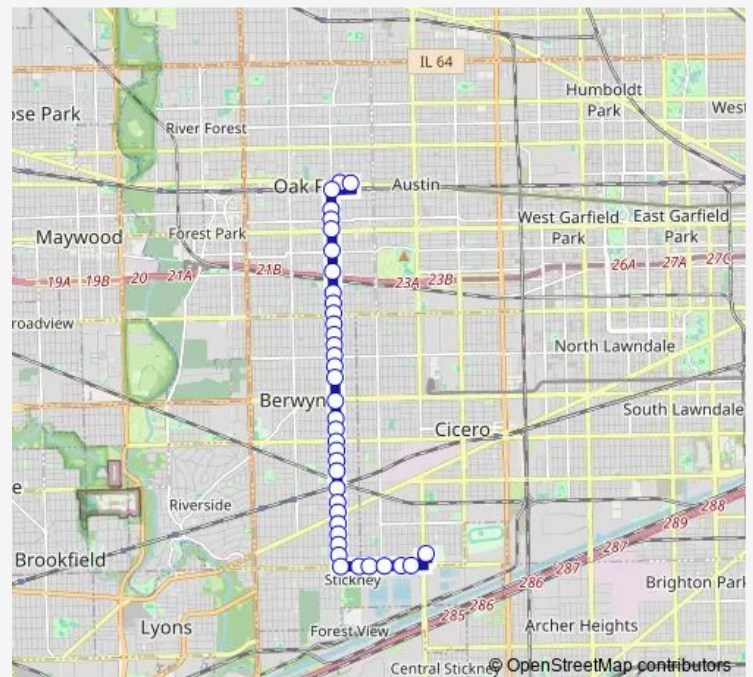 IL 64
Humboldt
Park
ose Park
River Forest
West
Oak P
Austin
West Garfield
Park
East Garfield
Park
Maywood
Forest Park
19A 19B 20 21A 21B 23A 23B 26A 27A 27C
roadview
North Lawndale
Berwyn
South Lawndale
Cicero
e
Riverside
288
289
287
287
286
286
285
Brookfield
Stickney
Brighton Park
Lyons
Forest View
Archer Heights
Central Stickney
© OpenStreetMap contributors